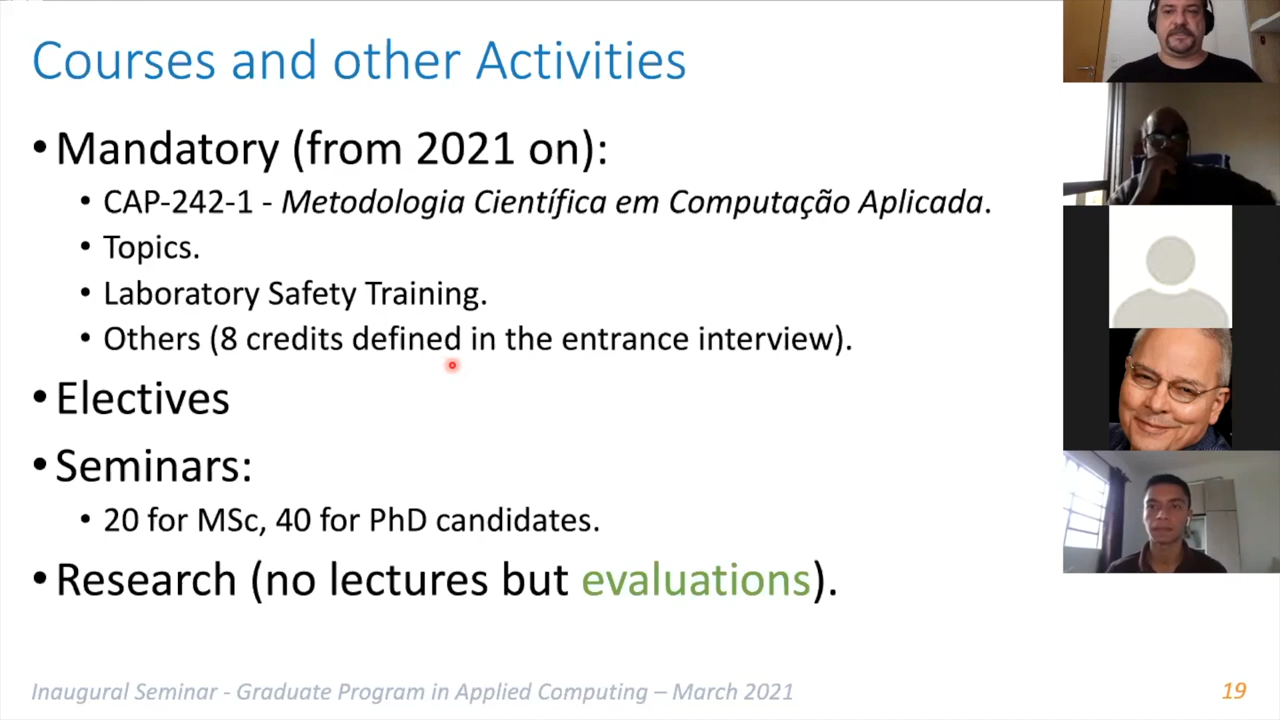 Courses and other Activities
• Mandatory (from 2021 on):
• CAP-242-1 - Metodologia Científica em Computação Aplicada.
• Topics.
• Laboratory Safety Training.
• Others (8 credits defined in the entrance interview).
• Electives
• Seminars:
• 20 for MSc, 40 for PhD candidates.
• Research (no lectures but evaluations).
Inaugural Seminar - Graduate Program in Applied Computing – March 2021
19